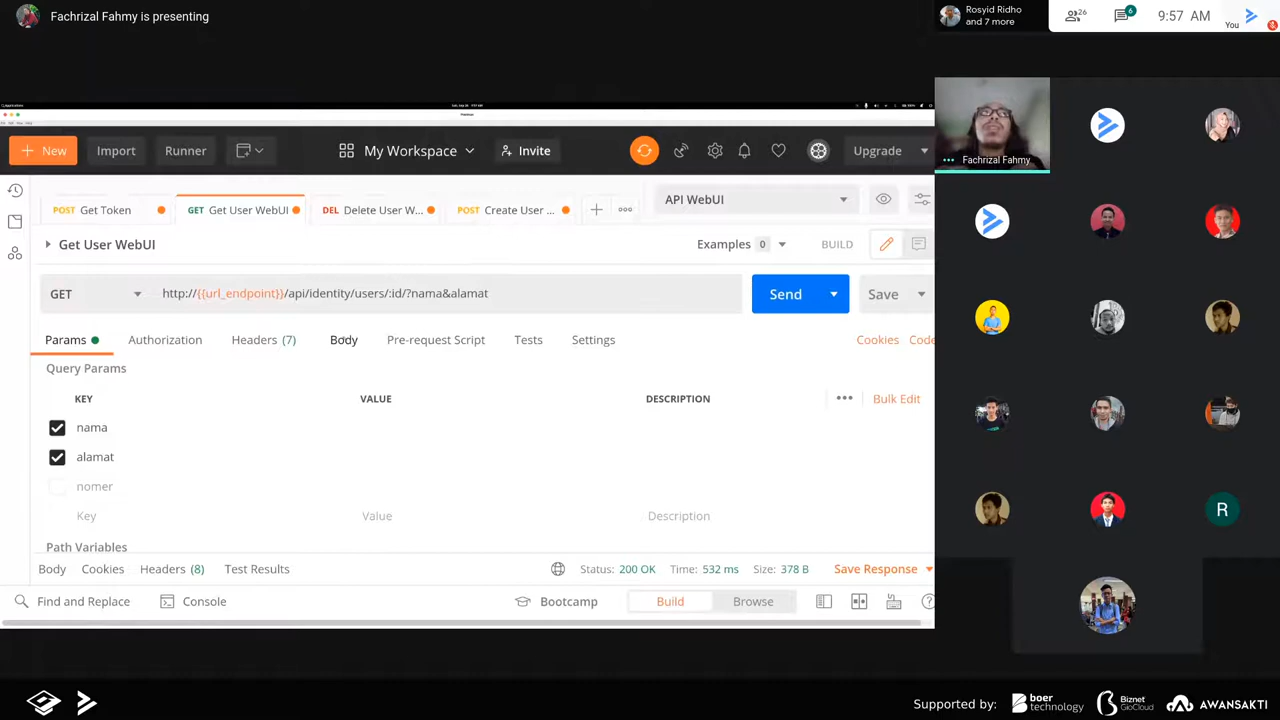 Fachrizal Fahmy is presenting
Rosyid Ridho
and 7 more
26
6
9:57 AM
You
New
Import
Runner
My Workspace
Invite
Upgrade
POST Get Token
GET Get User WebUI
DEL Delete User W...
POST Create User ...
API WebUI
Get User WebUI
Examples 0
BUILD
GET
http://{{url_endpoint}}/api/identity/users/:id/?nama&alamat
Send
Save
Params
Authorization
Headers (7)
Body
Pre-request Script
Tests
Settings
Cookies
Code
Query Params
KEY
VALUE
DESCRIPTION
Bulk Edit
nama
alamat
nomer
Key
Value
Description
Path Variables
Body
Cookies
Headers (8)
Test Results
Status: 200 OK
Time: 532 ms
Size: 378 B
Save Response
Find and Replace
Console
Bootcamp
Build
Browse
Fachrizal Fahmy
R
Supported by:
boer
technology
Biznet
GioCloud
AWANSAKTI